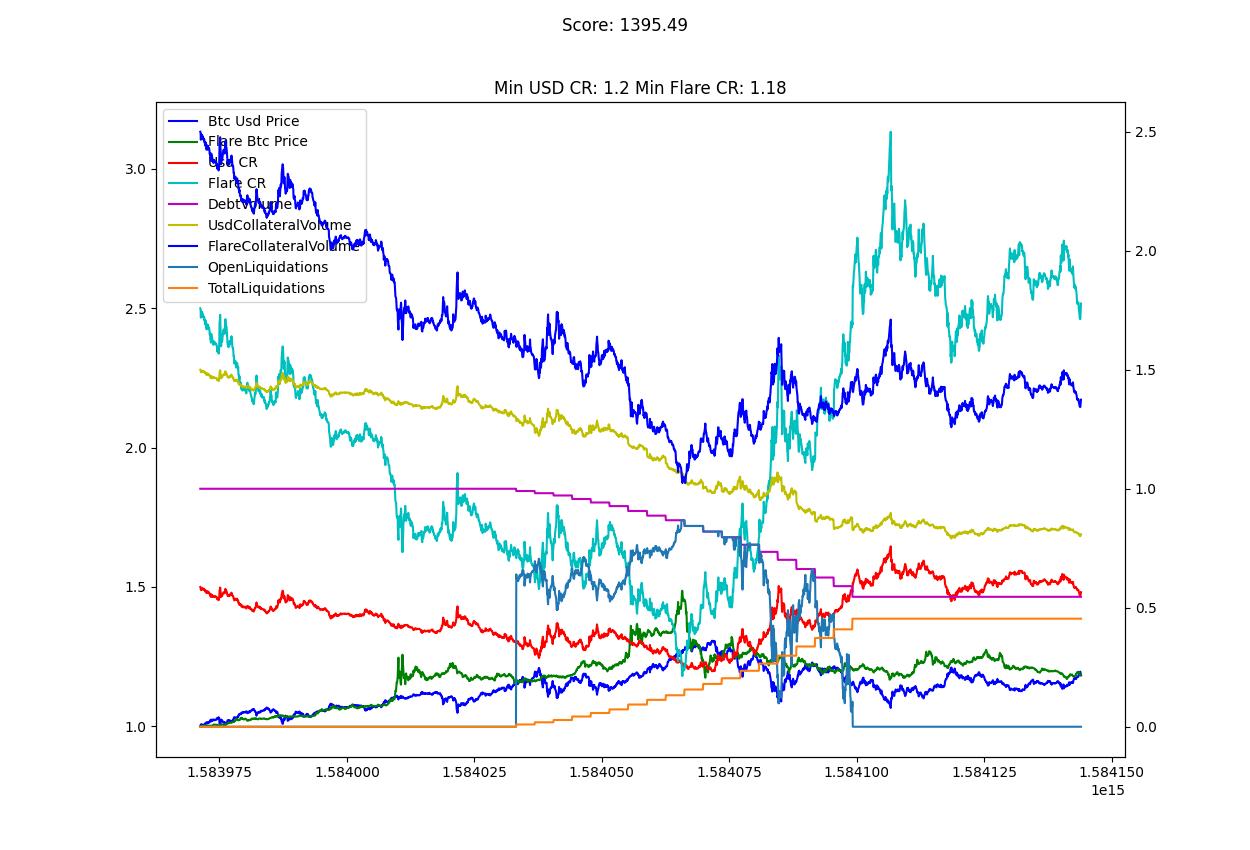 Score: 1395.49
Min USD CR: 1.2 Min Flare CR: 1.18
Btc Usd Price
Flare Btc Price
Usd CR
Flare CR
DebtVolume
UsdCollateralVolume
FlareCollateralVolume
OpenLiquidations
TotalLiquidations
3.0
2.5
2.0
1.5
1.0
2.5
2.0
1.5
1.0
0.5
0.0
1.583975 1.584000 1.584025 1.584050 1.584075 1.584100 1.584125 1.584150
1e15